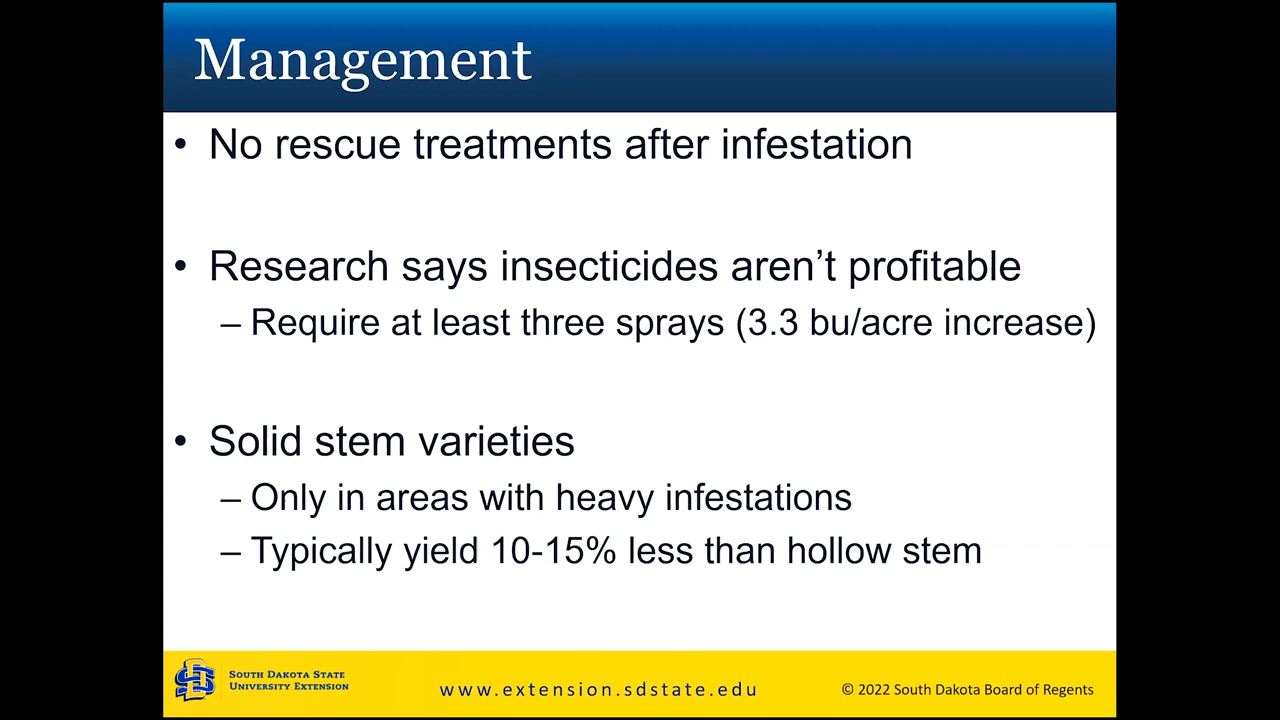 Management
• No rescue treatments after infestation
• Research says insecticides aren’t profitable
– Require at least three sprays (3.3 bu/acre increase)
• Solid stem varieties
– Only in areas with heavy infestations
– Typically yield 10-15% less than hollow stem
SOUTH DAKOTA STATE
UNIVERSITY EXTENSION
www.extension.sdstate.edu
© 2022 South Dakota Board of Regents